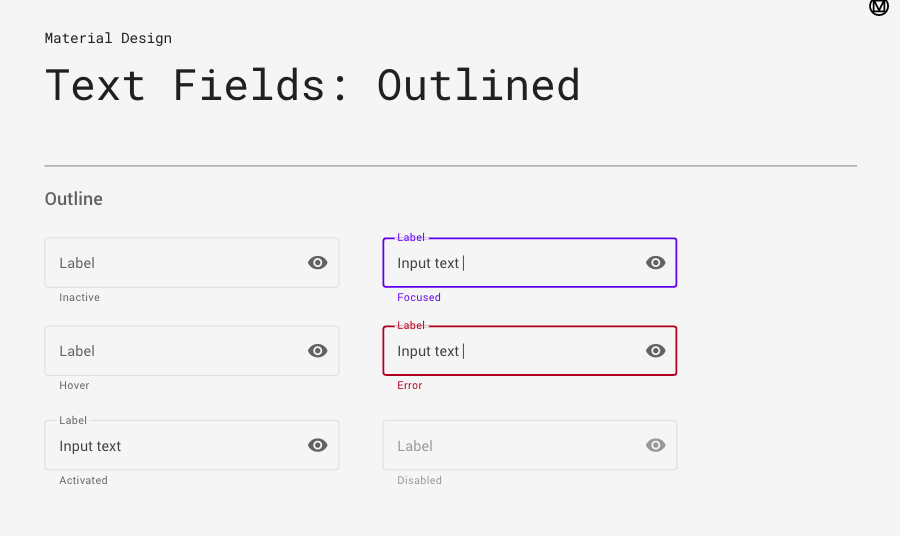 Material Design
Text Fields: Outlined
Outline
Label
Inactive
Label
Input text
Focused
Label
Hover
Label
Input text
Error
Label
Input text
Activated
Label
Disabled